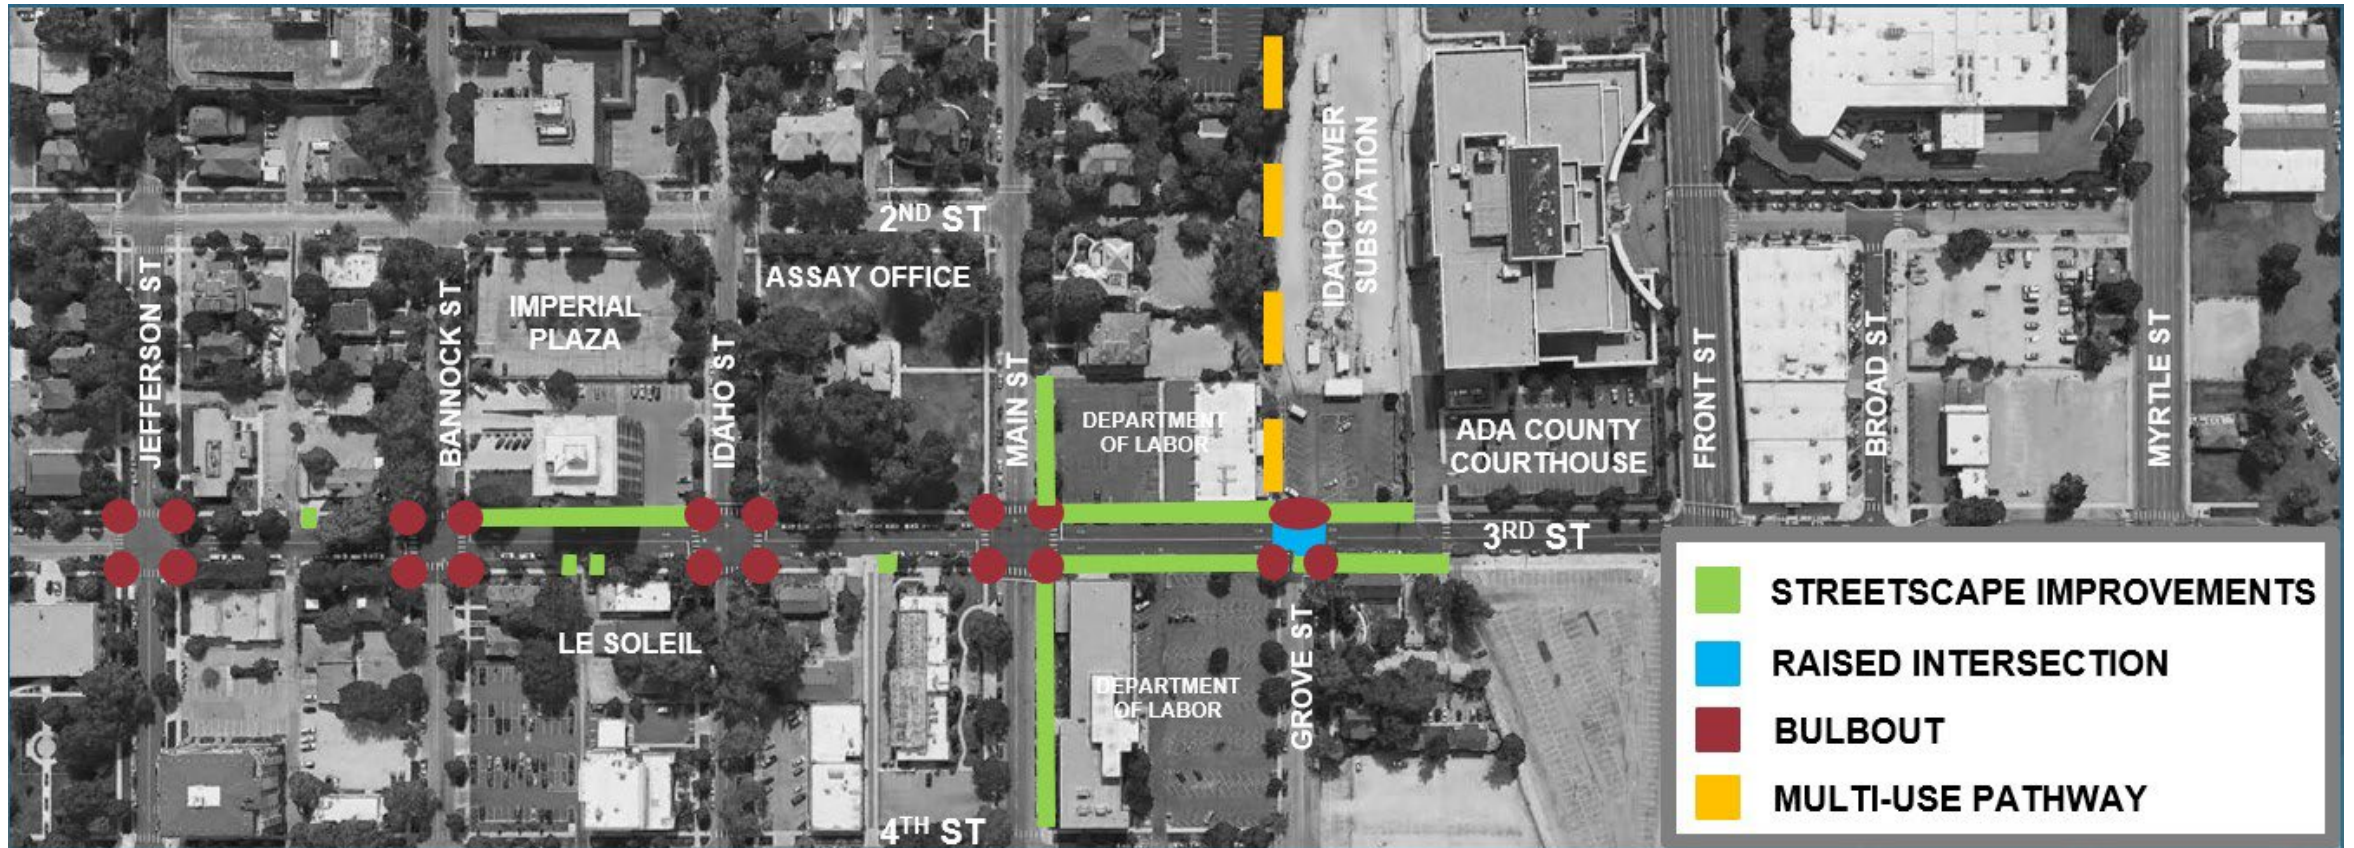 2ND ST
ASSAY OFFICE
IMPERIAL
PLAZA
JEFFERSON ST
BANNOCK ST
IDAHO ST
MAIN ST
DEPARTMENT
OF LABOR
IDAHO POWER
SUBSTATION
ADA COUNTY
COURTHOUSE
FRONT ST
BROAD ST
MYRTLE ST
3RD ST
LE SOLEIL
DEPARTMENT
OF LABOR
GROVE ST
4TH ST
STREETSCAPE IMPROVEMENTS
RAISED INTERSECTION
BULBOUT
MULTI-USE PATHWAY